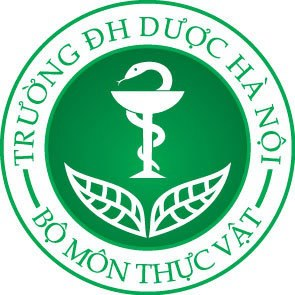 TRƯỜNG ĐH DƯỢC HÀ NỘI
BỘ MÔN THỰC VẬT